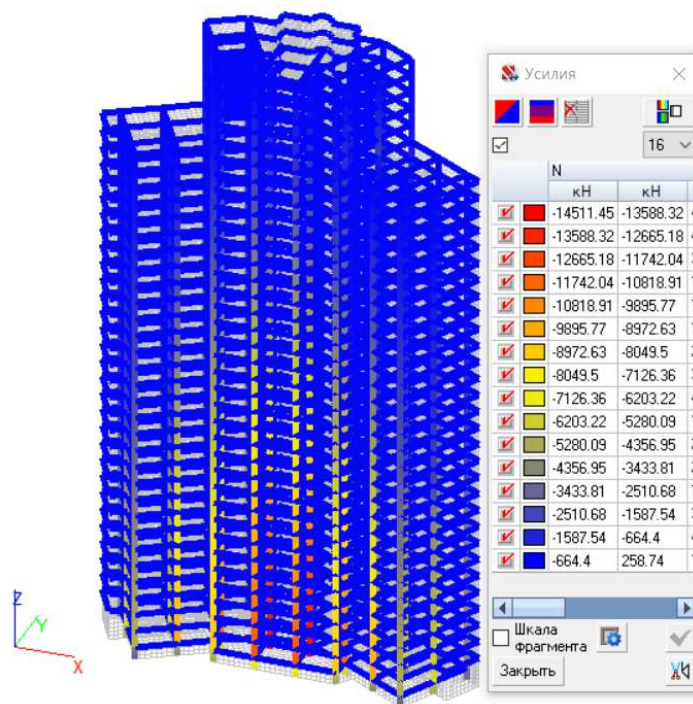 Усилия
16
N
кН кН
-14511.45 -13588.32
-13588.32 -12665.18
-12665.18 -11742.04
-11742.04 -10818.91
-10818.91 -9895.77
-9895.77 -8972.63
-8972.63 -8049.5
-8049.5 -7126.36
-7126.36 -6203.22
-6203.22 -5280.09
-5280.09 -4356.95
-4356.95 -3433.81
-3433.81 -2510.68
-2510.68 -1587.54
-1587.54 -664.4
-664.4 258.74
Шкала
фрагмента
Закрыть
Z
Y
X